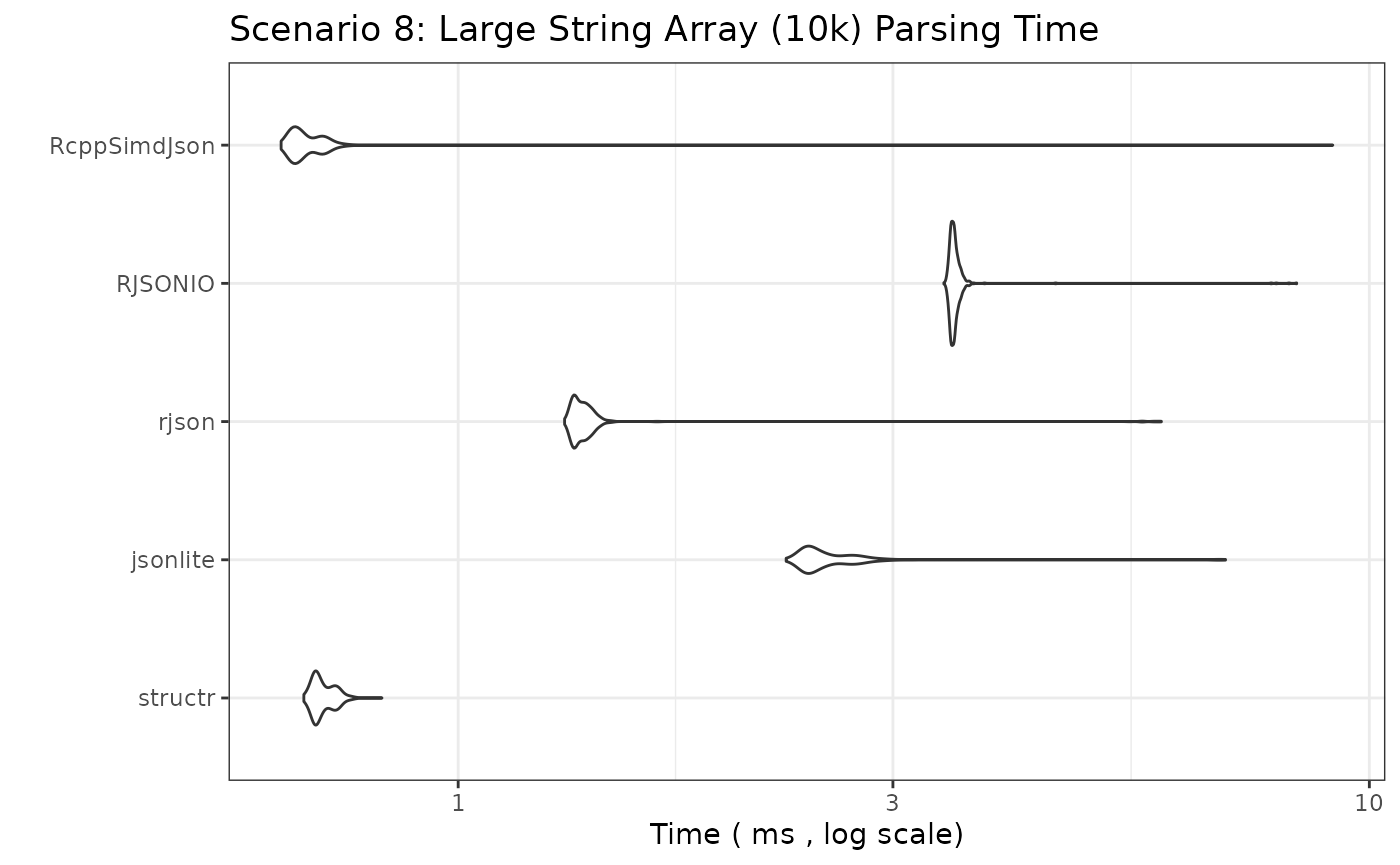 Scenario 8: Large String Array (10k) Parsing Time
RcppSimdJson
RJSONIO
rjson
jsonlite
structr
1
3
10
Time ( ms , log scale)